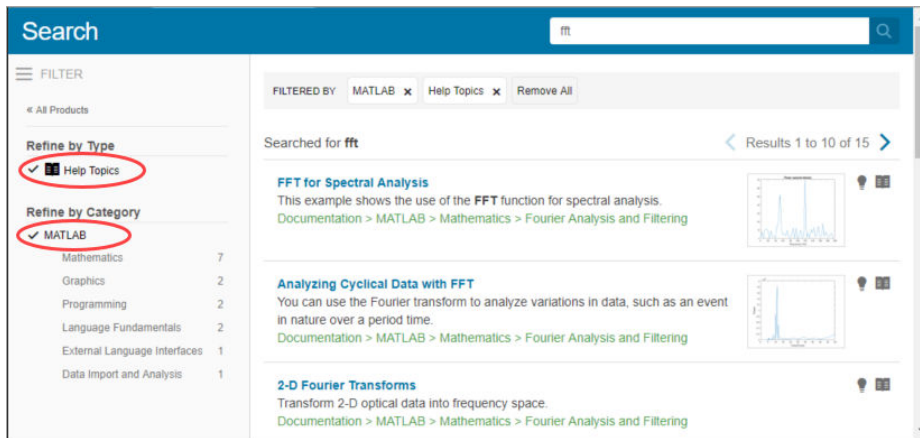 Search
fft
FILTER
« All Products
Refine by Type
Help Topics
Refine by Category
MATLAB
Mathematics 7
Graphics 2
Programming 2
Language Fundamentals 2
External Language Interfaces 1
Data Import and Analysis 1
FILTERED BY MATLAB x Help Topics x Remove All
Searched for fft
Results 1 to 10 of 15
FFT for Spectral Analysis
This example shows the use of the FFT function for spectral analysis.
Documentation > MATLAB > Mathematics > Fourier Analysis and Filtering
Analyzing Cyclical Data with FFT
You can use the Fourier transform to analyze variations in data, such as an event
in nature over a period time.
Documentation > MATLAB > Mathematics > Fourier Analysis and Filtering
2-D Fourier Transforms
Transform 2-D optical data into frequency space.
Documentation > MATLAB > Mathematics > Fourier Analysis and Filtering